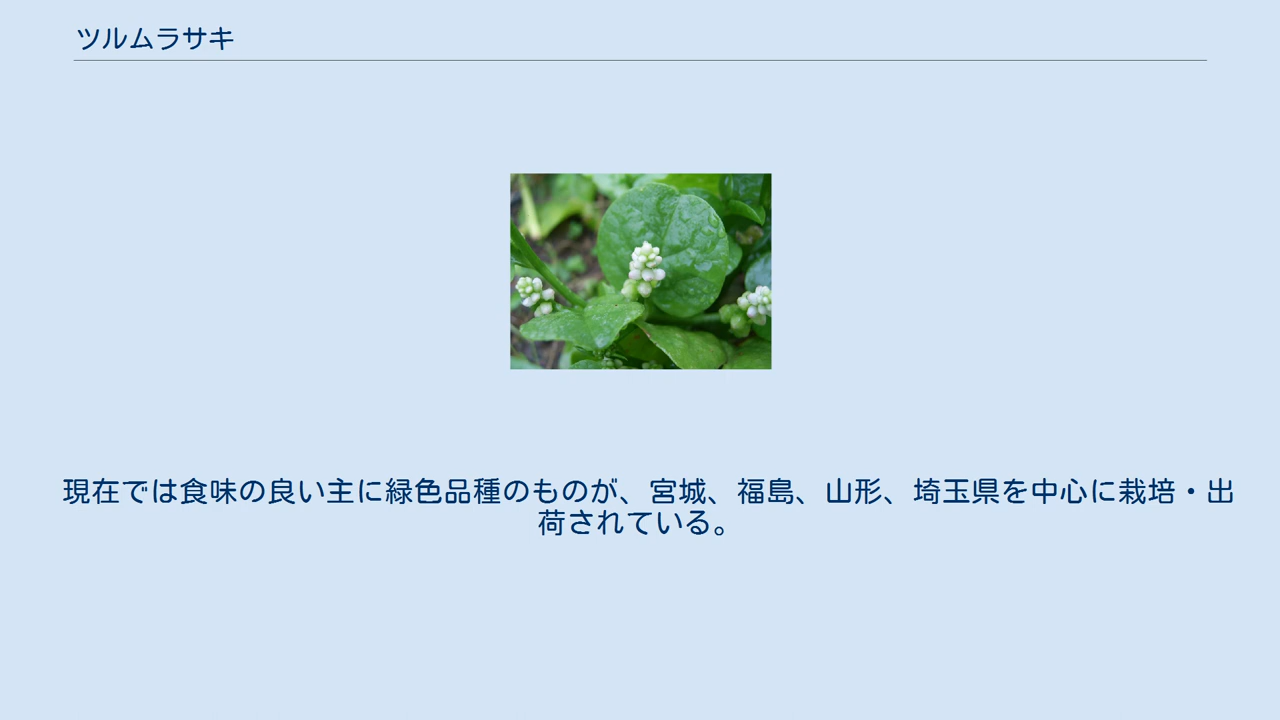 ツルムラサキ
現在では食味の良い主に緑色品種のものが、宮城、福島、山形、埼玉県を中心に栽培・出
荷されている。